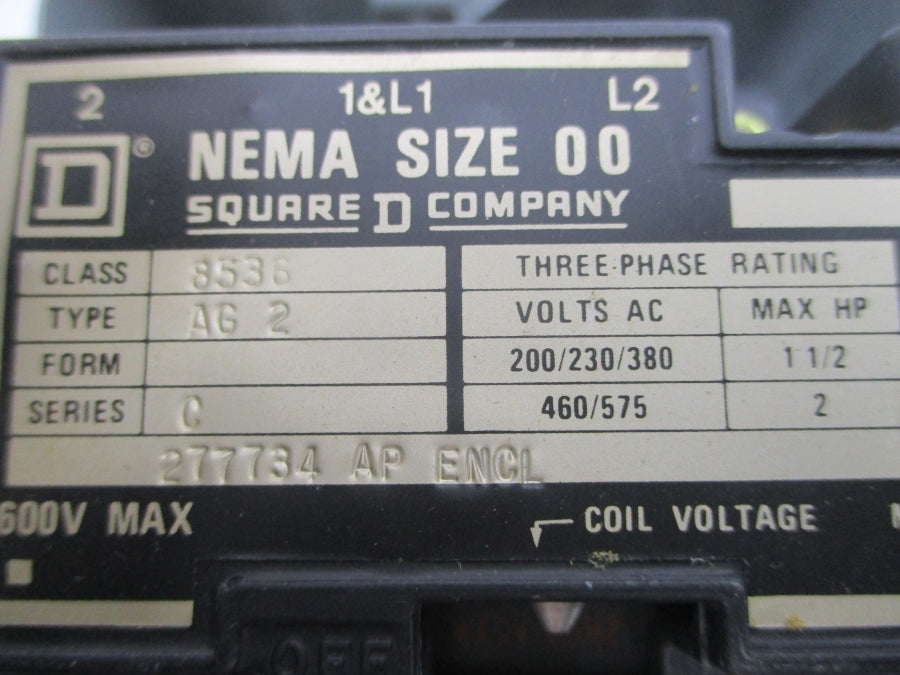 2 1&L1 L2
D ® NEMA SIZE 00
SQUARE D COMPANY
CLASS 8536
TYPE AG 2
FORM
SERIES C
THREE-PHASE RATING
VOLTS AC MAX HP
200/230/380 1 1/2
460/575 2
277734 AP ENCL
600V MAX
COIL VOLTAGE
OFF